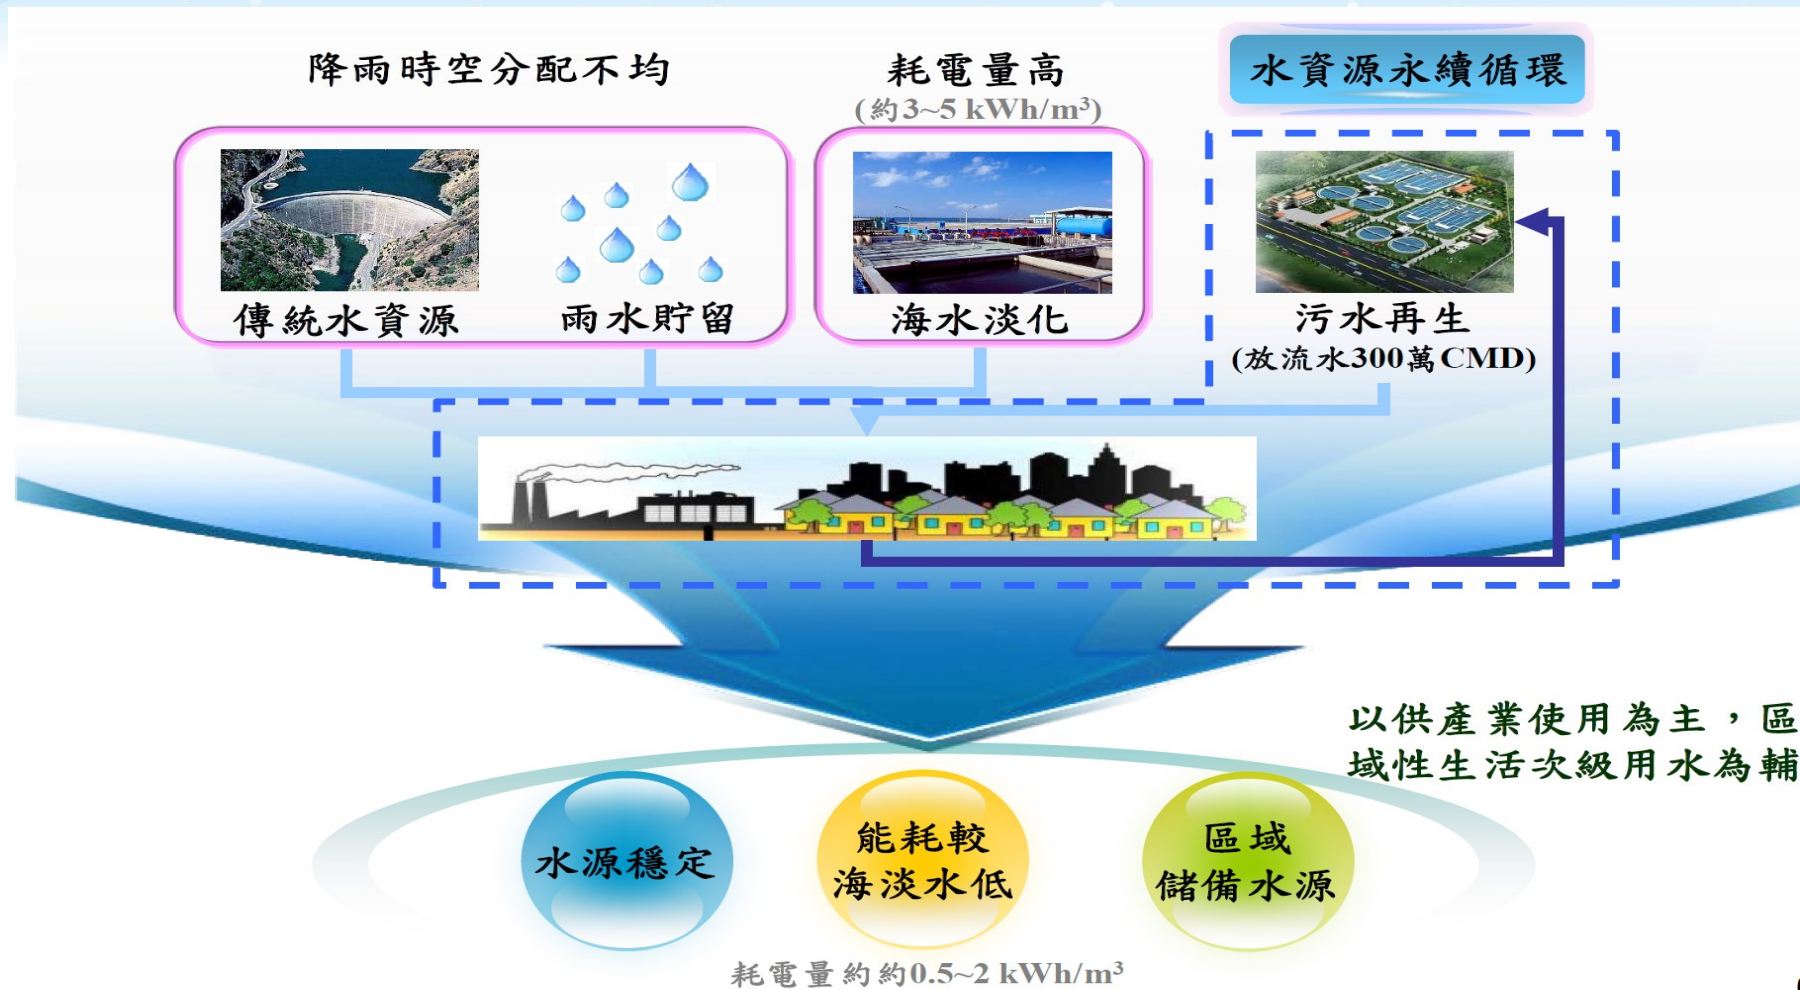 降雨時空分配不均
耗電量高
(約3~5 kWh/m³)
水資源永續循環
傳統水資源
雨水貯留
海水淡化
污水再生
(放流水300萬CMD)
以供產業使用為主，區
域性生活次級用水為輔
水源穩定
能耗較
海淡水低
區域
儲備水源
耗電量約約0.5~2 kWh/m³